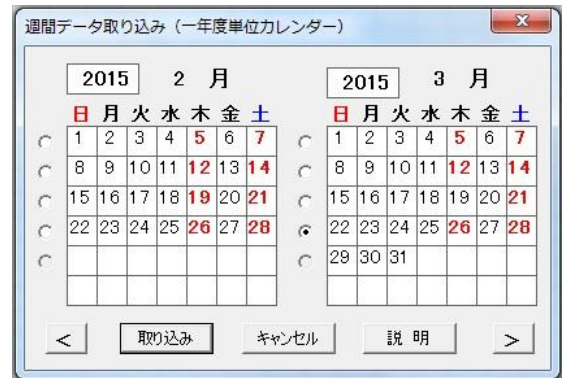 週間データ取り込み（一年度単位カレンダー）
2015 2 月
日 月 火 水 木 金 土
1 2 3 4 5 6 7
8 9 10 11 12 13 14
15 16 17 18 19 20 21
22 23 24 25 26 27 28
2015 3 月
日 月 火 水 木 金 土
1 2 3 4 5 6 7
8 9 10 11 12 13 14
15 16 17 18 19 20 21
22 23 24 25 26 27 28
29 30 31
< 取り込み キャンセル 説 明 >